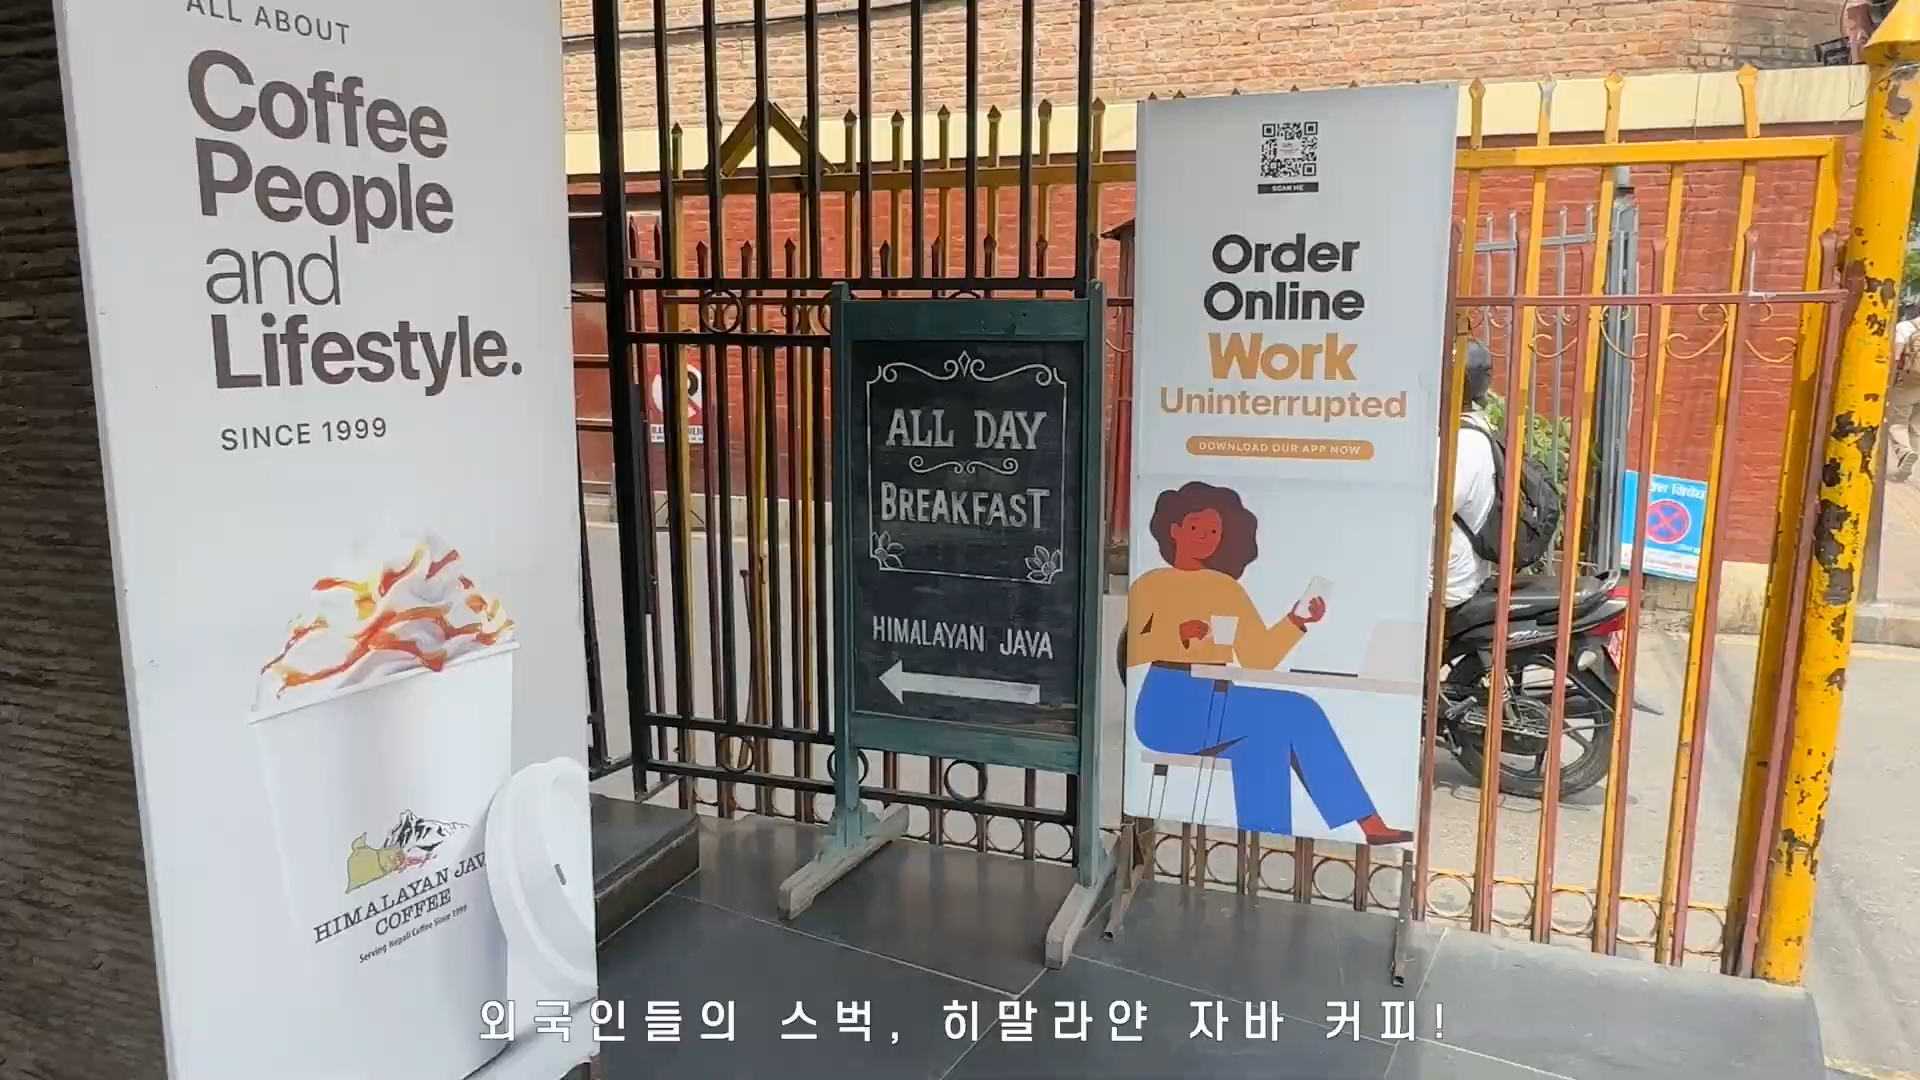 ALL ABOUT
Coffee
People
and
Lifestyle.
SINCE 1999
HIMALAYAN JAV
COFFEE
Serving Nepali Coffee Since 1999
ALL DAY
BREAKFAST
HIMALAYAN JAVA
SCAN ME
Order
Online
Work
Uninterrupted
DOWNLOAD OUR APP NOW
외국인들의 스벅, 히말라얀 자바 커피!